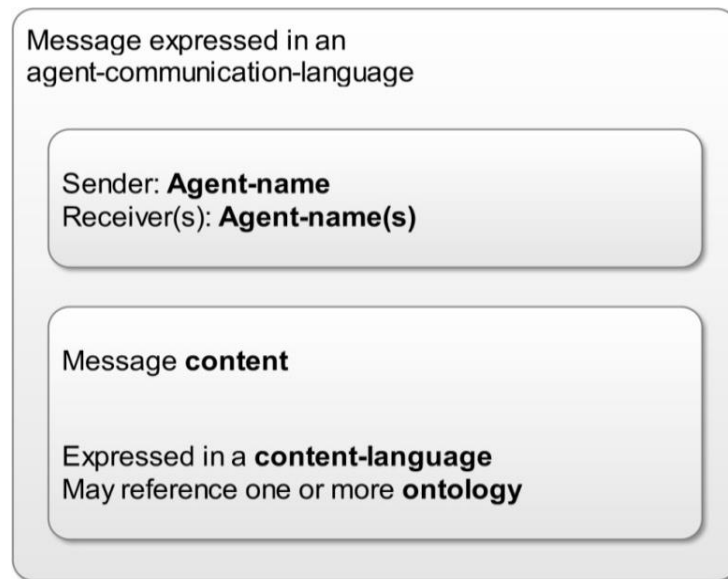 Message expressed in an
agent-communication-language
Sender: Agent-name
Receiver(s): Agent-name(s)
Message content
Expressed in a content-language
May reference one or more ontology